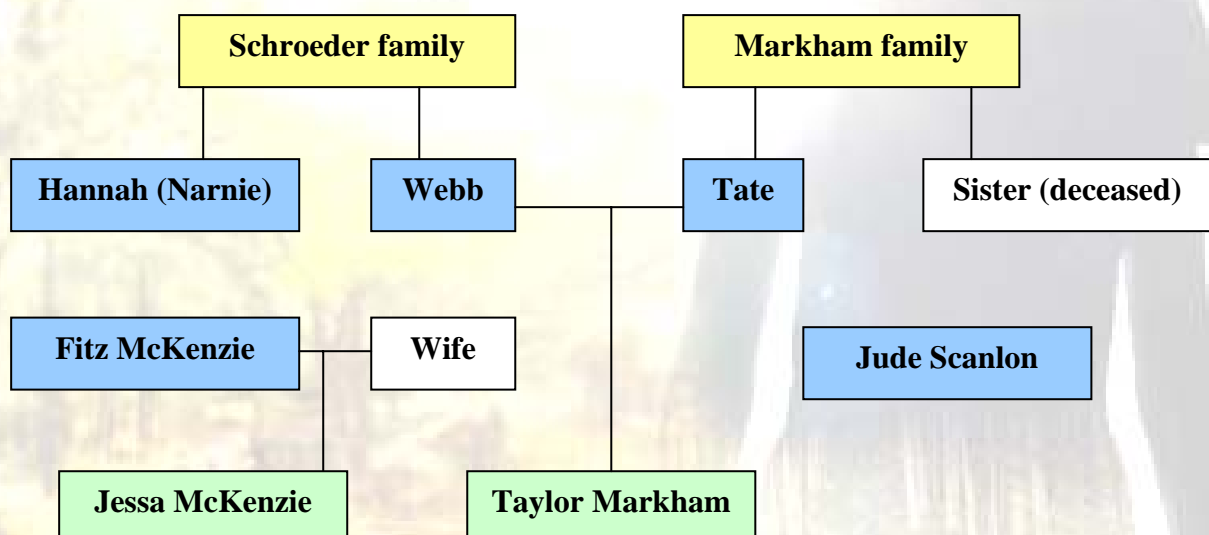 Schroeder family
Markham family
Hannah (Narnie)
Webb
Tate
Sister (deceased)
Fitz McKenzie
Wife
Jude Scanlon
Jessa McKenzie
Taylor Markham